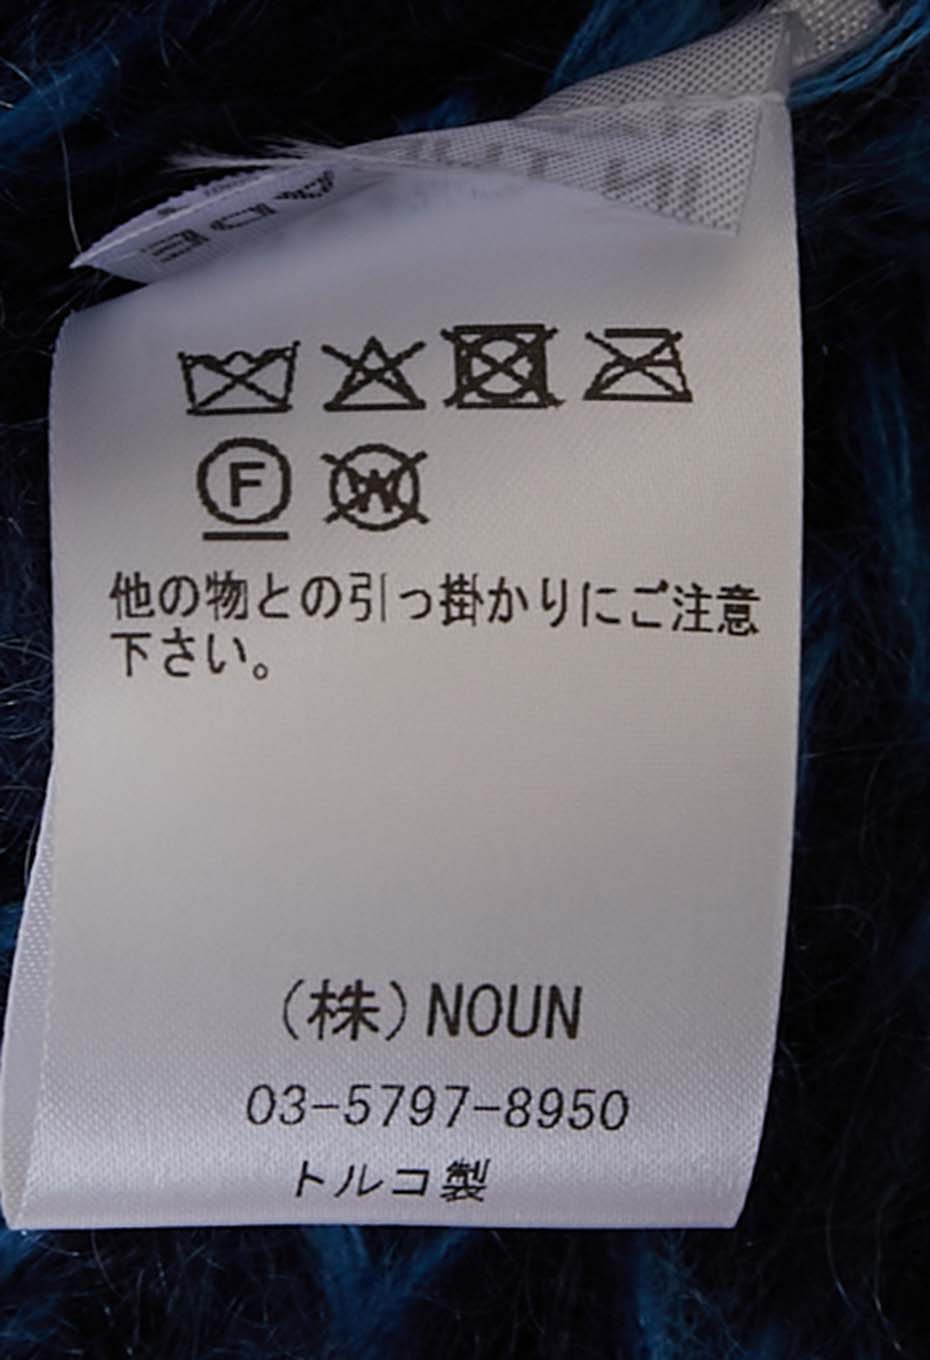 F W
他の物との引っ掛かりにご注意
下さい。
（株）NOUN
03-5797-8950
トルコ製